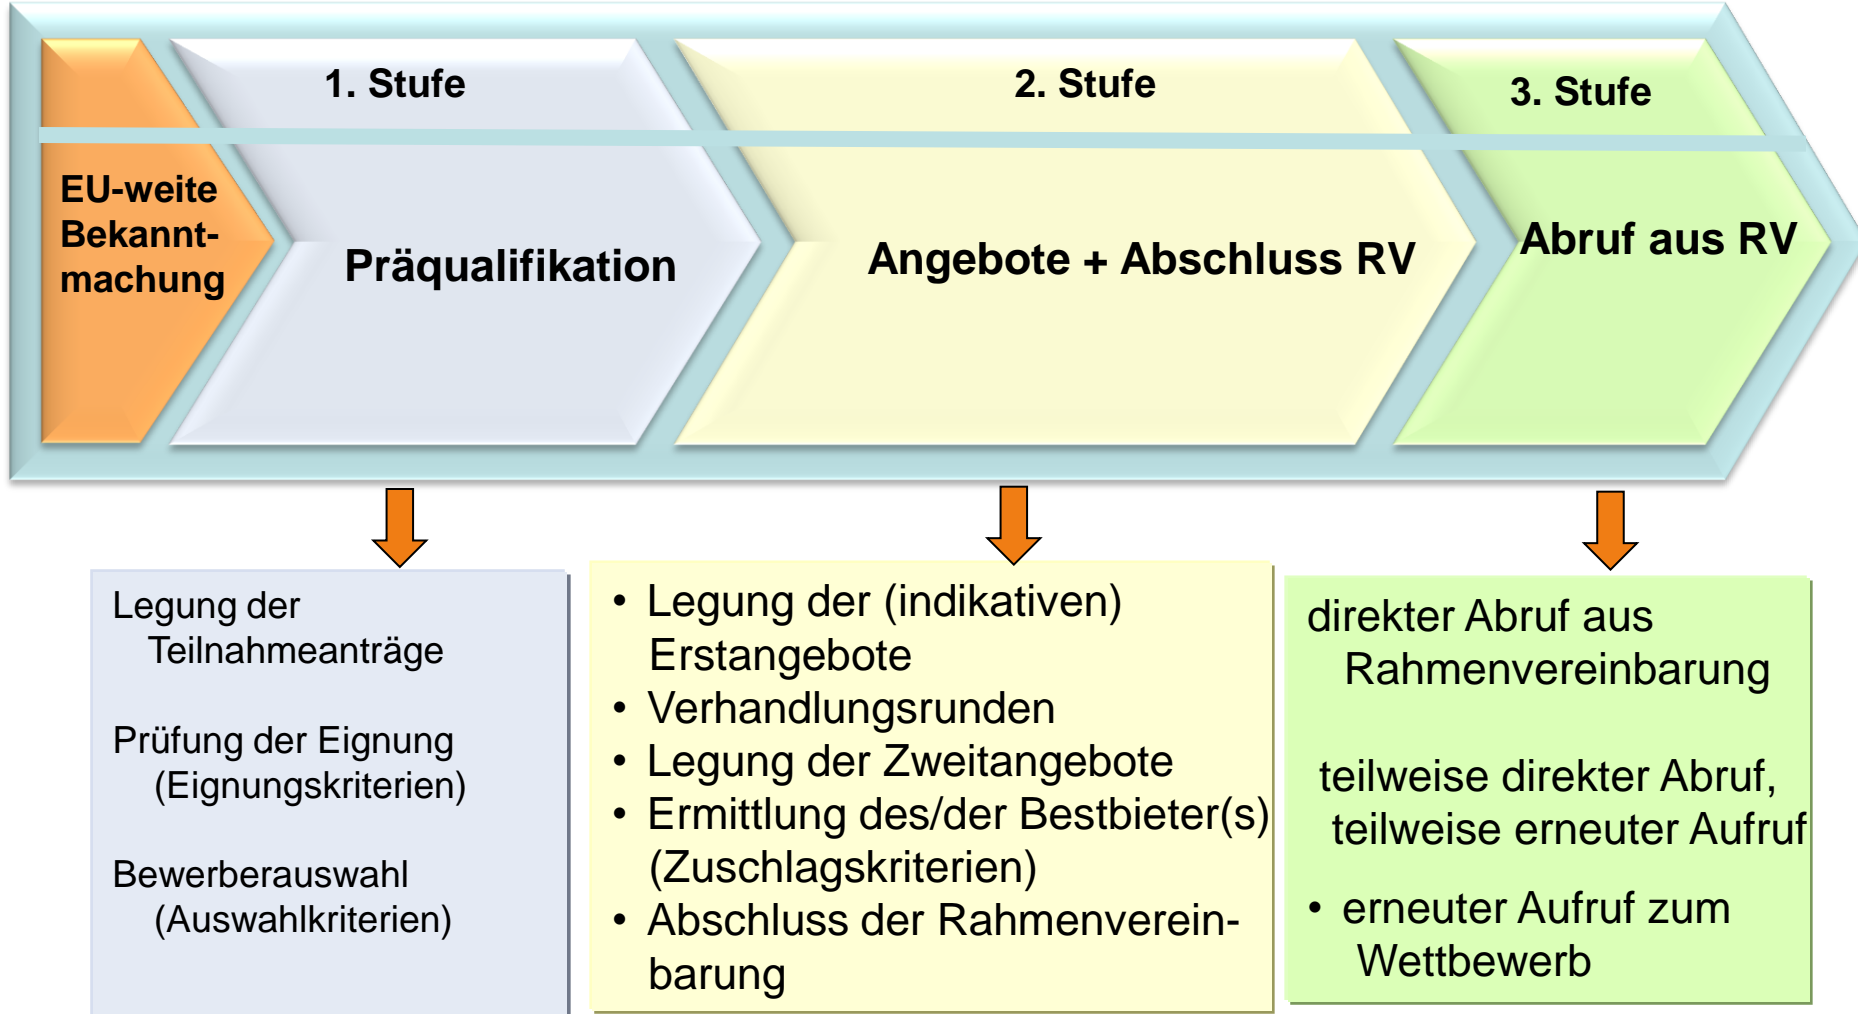 1. Stufe
2. Stufe
3. Stufe
EU-weite
Bekannt-
machung
Präqualifikation
Angebote + Abschluss RV
Abruf aus RV
Legung der
Teilnahmeanträge
Prüfung der Eignung
(Eignungskriterien)
Bewerberauswahl
(Auswahlkriterien)
• Legung der (indikativen)
Erstangebote
• Verhandlungsrunden
• Legung der Zweitangebote
• Ermittlung des/der Bestbieter(s)
(Zuschlagskriterien)
• Abschluss der Rahmenverein-
barung
direkter Abruf aus
Rahmenvereinbarung
teilweise direkter Abruf,
teilweise erneuter Aufruf
• erneuter Aufruf zum
Wettbewerb